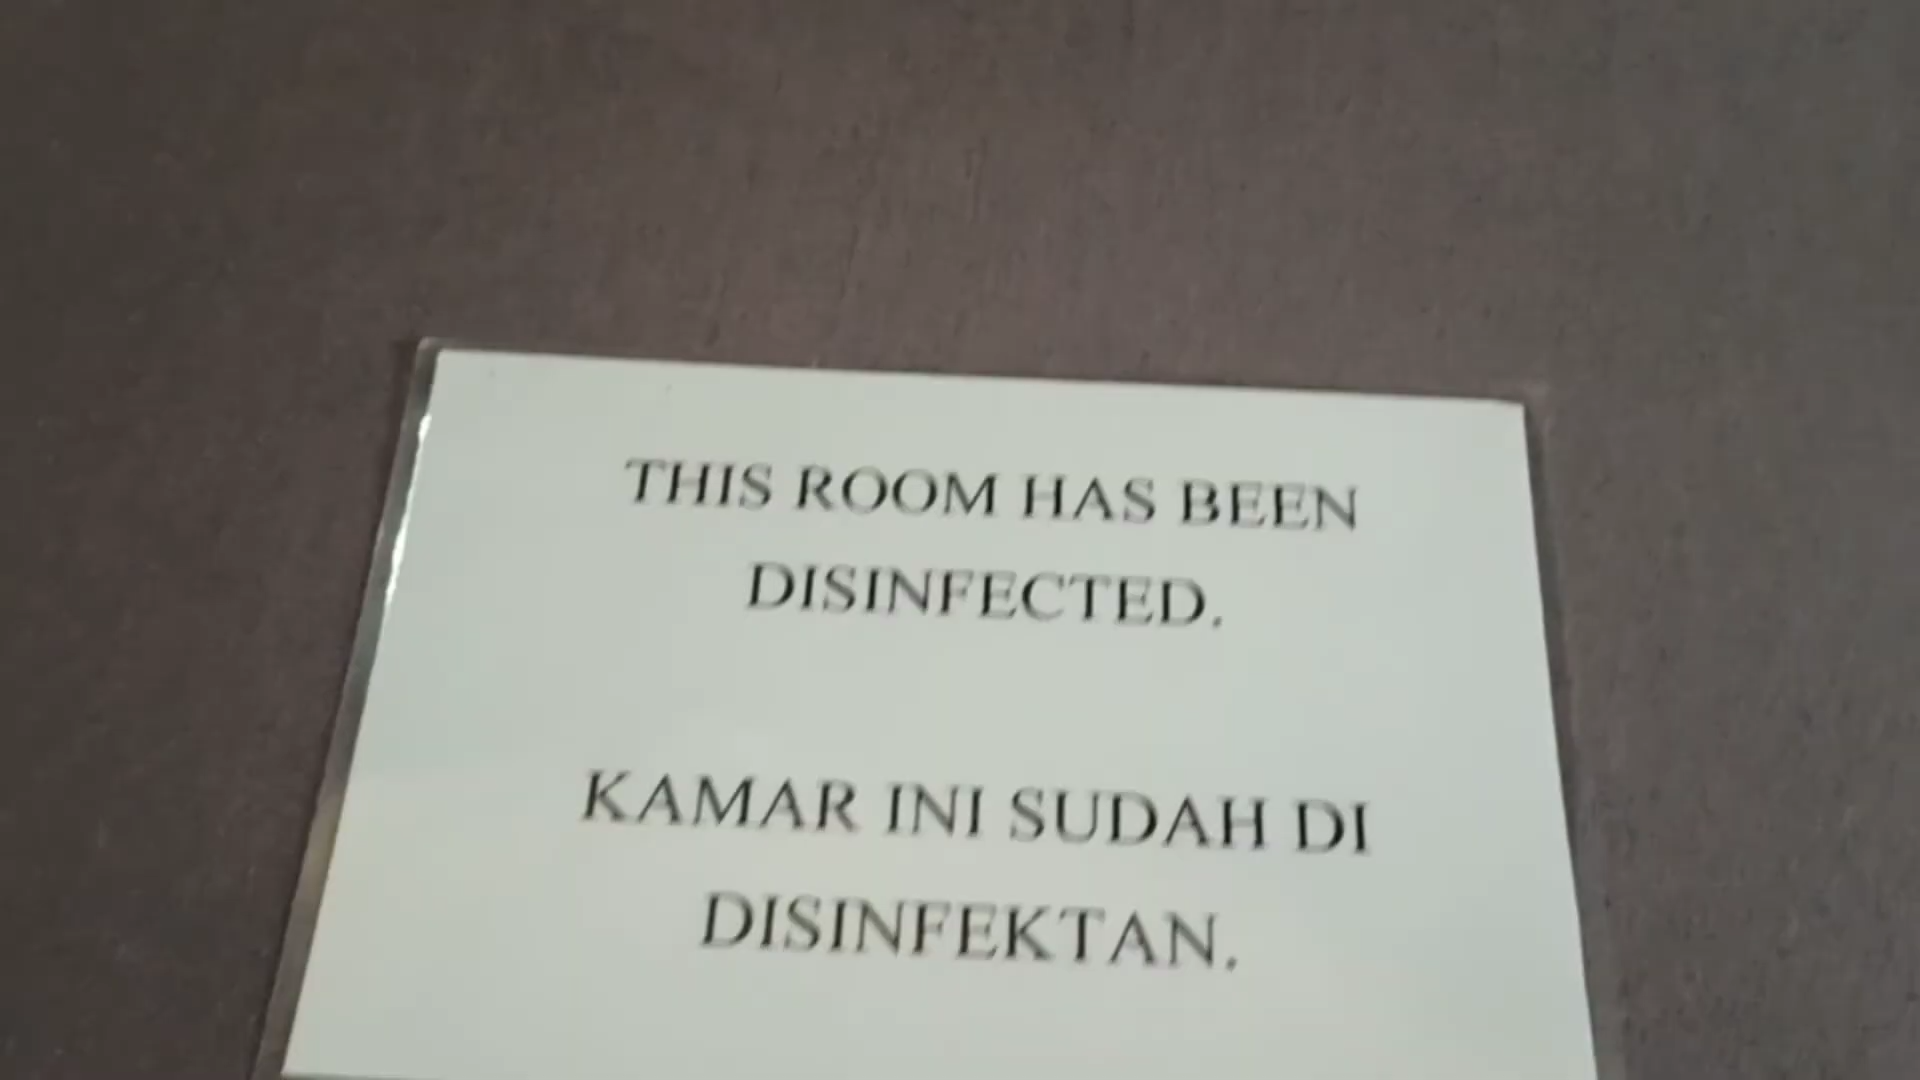 THIS ROOM HAS BEEN
DISINFECTED.
KAMAR INI SUDAH DI
DISINFEKTAN.